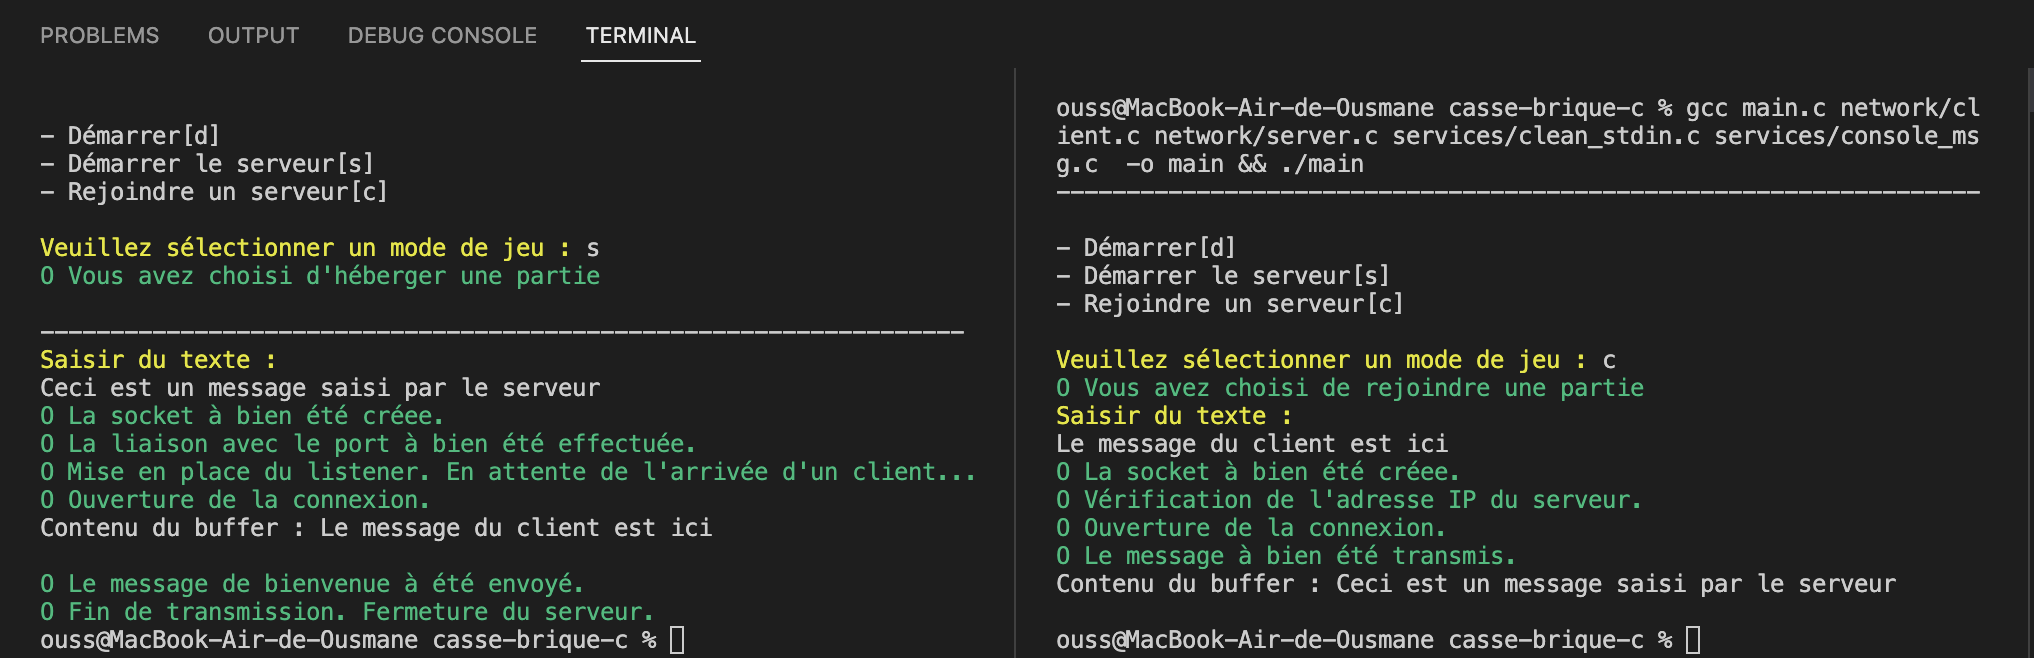 PROBLEMS OUTPUT DEBUG CONSOLE TERMINAL
- Démarrer[d]
- Démarrer le serveur[s]
- Rejoindre un serveur[c]
Veuillez sélectionner un mode de jeu : s
O Vous avez choisi d'héberger une partie
------------------------------------------------------------------
Saisir du texte :
Ceci est un message saisi par le serveur
O La socket à bien été créee.
O La liaison avec le port à bien été effectuée.
O Mise en place du listener. En attente de l'arrivée d'un client...
O Ouverture de la connexion.
Contenu du buffer : Le message du client est ici
O Le message de bienvenue à été envoyé.
O Fin de transmission. Fermeture du serveur.
ouss@MacBook-Air-de-Ousmane casse-brique-c %
ouss@MacBook-Air-de-Ousmane casse-brique-c % gcc main.c network/cl
ient.c network/server.c services/clean_stdin.c services/console_ms
g.c  -o main && ./main
------------------------------------------------------------------
- Démarrer[d]
- Démarrer le serveur[s]
- Rejoindre un serveur[c]
Veuillez sélectionner un mode de jeu : c
O Vous avez choisi de rejoindre une partie
Saisir du texte :
Le message du client est ici
O La socket à bien été créee.
O Vérification de l'adresse IP du serveur.
O Ouverture de la connexion.
O Le message à bien été transmis.
Contenu du buffer : Ceci est un message saisi par le serveur
ouss@MacBook-Air-de-Ousmane casse-brique-c %